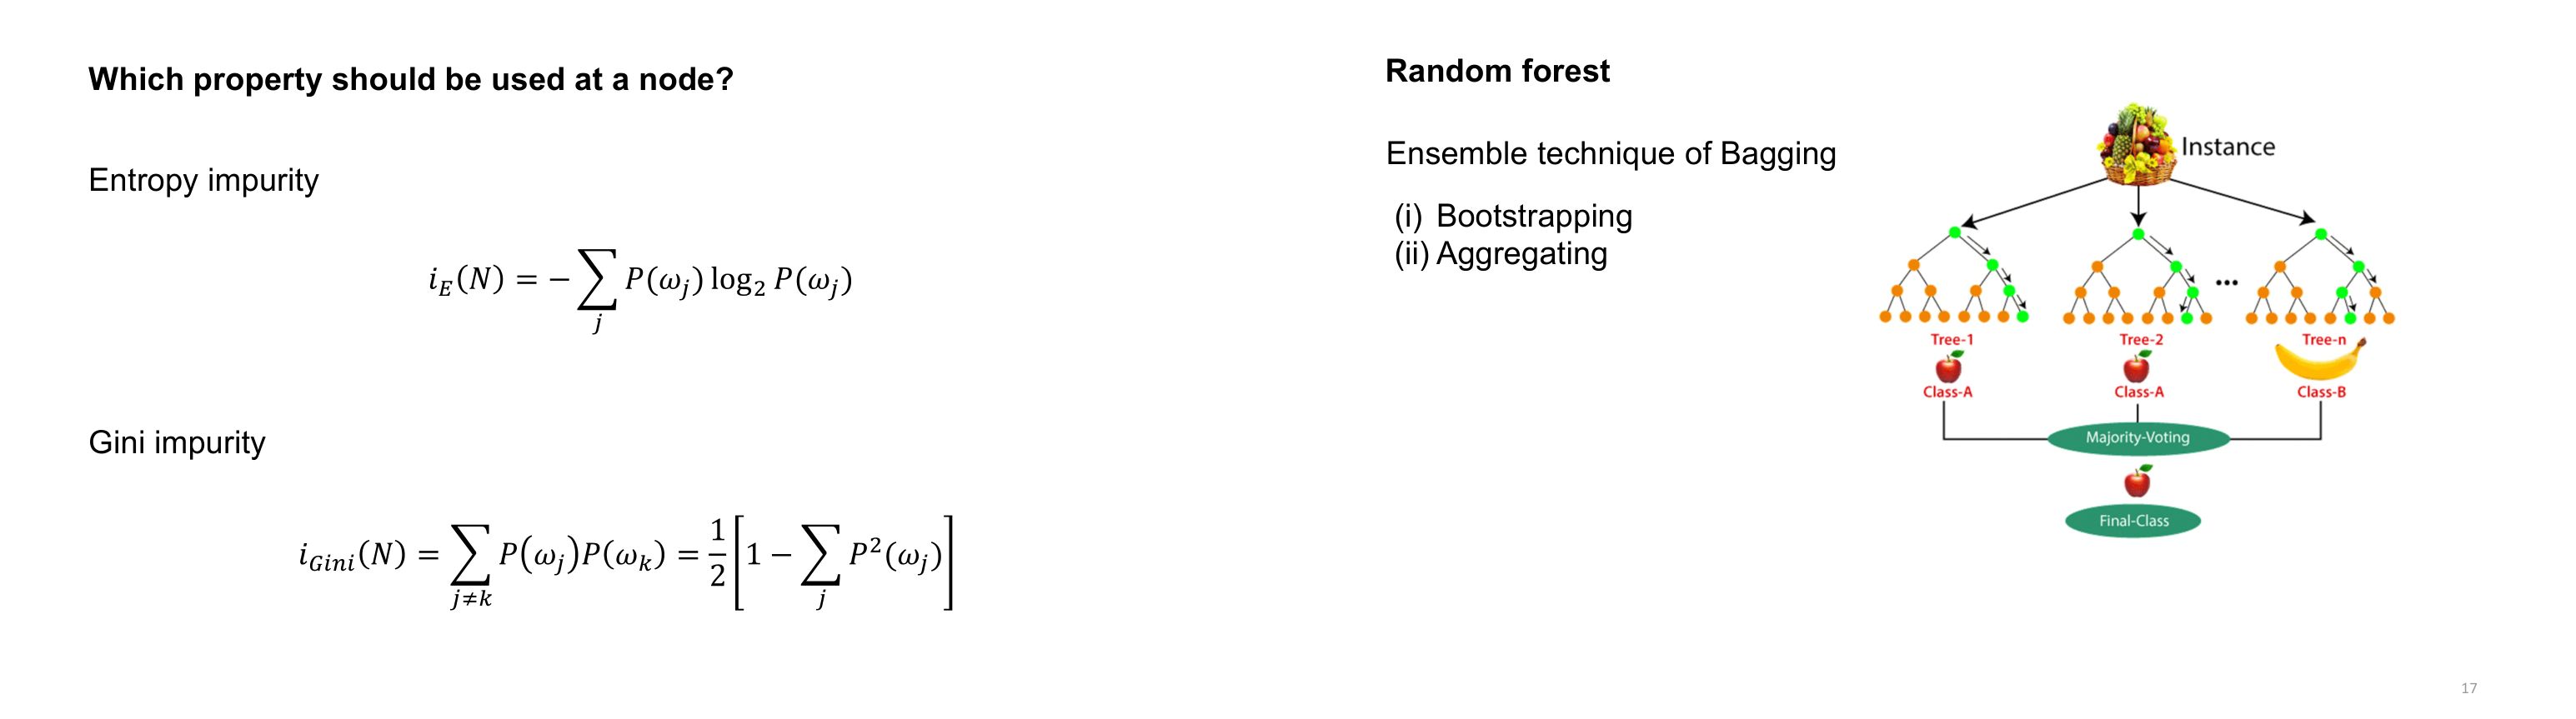 Which property should be used at a node?
Entropy impurity
i_E(N) = − ∑_j P(ω_j) log₂ P(ω_j)
Gini impurity
i_Gini(N) = ∑_{j≠k} P(ω_j)P(ω_k) = 1/2 [1 − ∑_j P²(ω_j)]
Random forest
Ensemble technique of Bagging
(i) Bootstrapping
(ii) Aggregating
Instance
...
Tree-1 Tree-2 Tree-n
Class-A Class-A Class-B
Majority-Voting
Final-Class
17